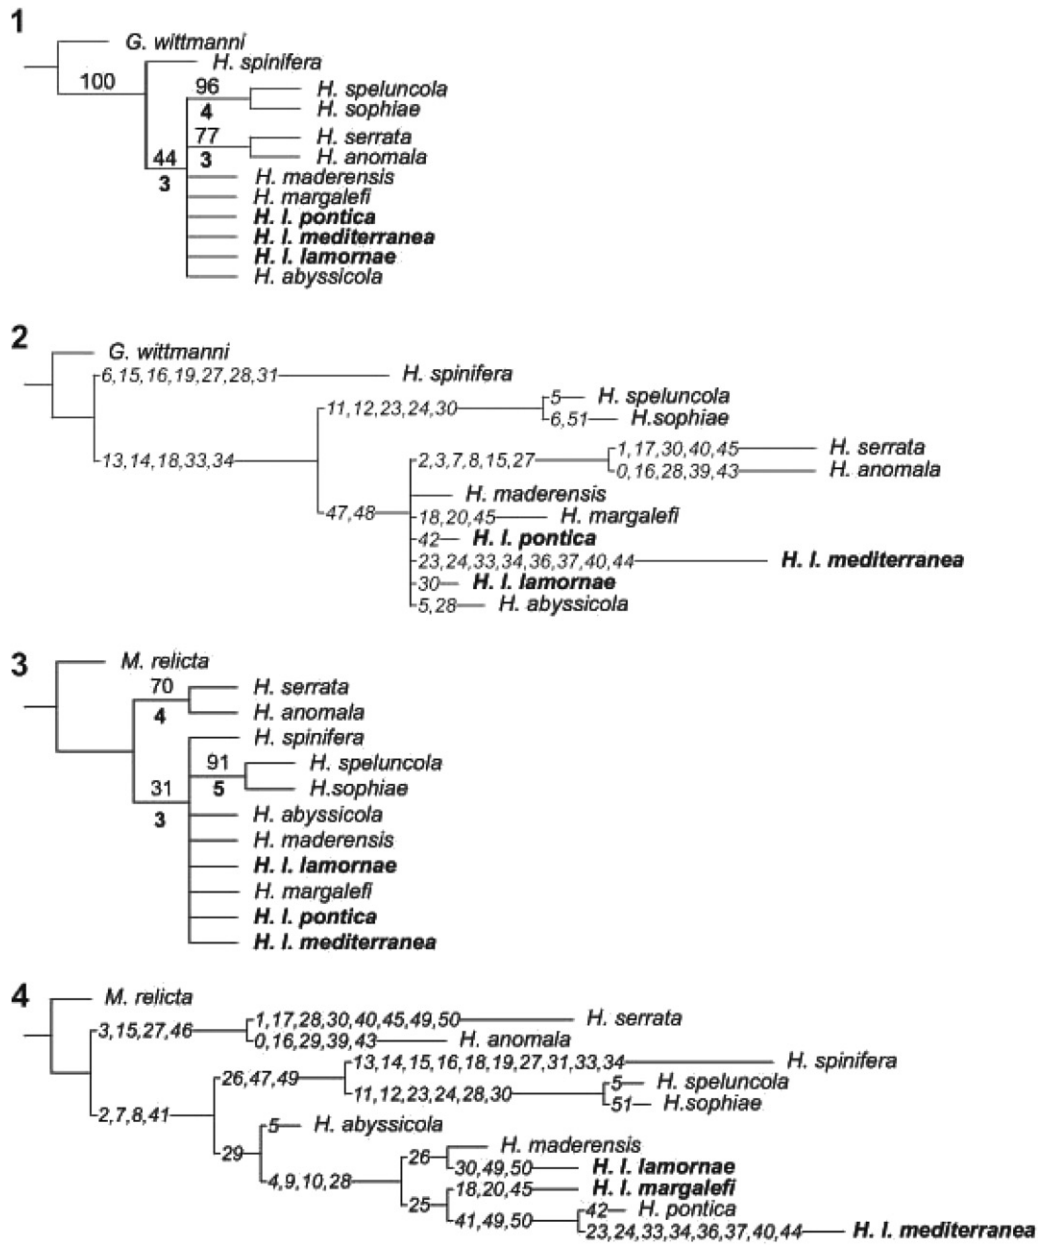 1
G. wittmanni
H. spinifera
100
96
H. speluncola
4
H. sophiae
77
H. serrata
44
3
H. anomala
3
H. maderensis
H. margalefi
H. l. pontica
H. l. mediterranea
H. l. lamornae
H. abyssicola
2
G. wittmanni
6,15,16,19,27,28,31
H. spinifera
11,12,23,24,30
5
H. speluncola
6,51
H.sophiae
13,14,18,33,34
2,3,7,8,15,27
1,17,30,40,45
H. serrata
0,16,28,39,43
H. anomala
H. maderensis
47,48
18,20,45
H. margalefi
42
H. l. pontica
23,24,33,34,36,37,40,44
H. l. mediterranea
30
H. l. lamornae
5,28
H. abyssicola
3
M. relicta
70
H. serrata
4
H. anomala
H. spinifera
91
H. speluncola
31
5
H.sophiae
3
H. abyssicola
H. maderensis
H. l. lamornae
H. margalefi
H. l. pontica
H. l. mediterranea
4
M. relicta
3,15,27,46
1,17,28,30,40,45,49,50
H. serrata
0,16,29,39,43
H. anomala
13,14,15,16,18,19,27,31,33,34
H. spinifera
26,47,49
11,12,23,24,28,30
5
H. speluncola
51
H.sophiae
2,7,8,41
5
H. abyssicola
29
H. maderensis
26
30,49,50
H. l. lamornae
4,9,10,28
18,20,45
H. l. margalefi
25
42
H. pontica
41,49,50
23,24,33,34,36,37,40,44
H. l. mediterranea